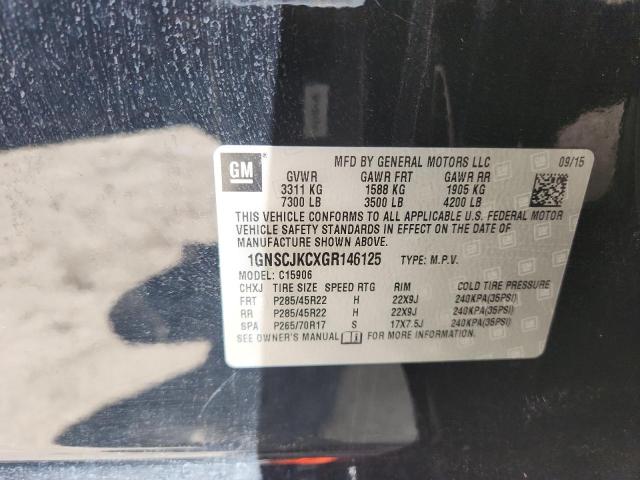 GM
MFD BY GENERAL MOTORS LLC 09/15
GVWR GAWR FRT GAWR RR
3311 KG 1588 KG 1905 KG
7300 LB 3500 LB 4200 LB
THIS VEHICLE CONFORMS TO ALL APPLICABLE U.S. FEDERAL MOTOR
VEHICLE SAFETY STANDARDS IN EFFECT ON THE DATE OF
MANUFACTURE SHOWN ABOVE.
1GNSCJKCXGR146125 TYPE: M.P.V.
MODEL: C15906
CHXJ TIRE SIZE SPEED RTG RIM COLD TIRE PRESSURE
FRT P285/45R22 H 22X9J 240KPA(35PSI)
RR P285/45R22 H 22X9J 240KPA(35PSI)
SPA P265/70R17 S 17X7.5J 240KPA(35PSI)
SEE OWNER'S MANUAL FOR MORE INFORMATION.